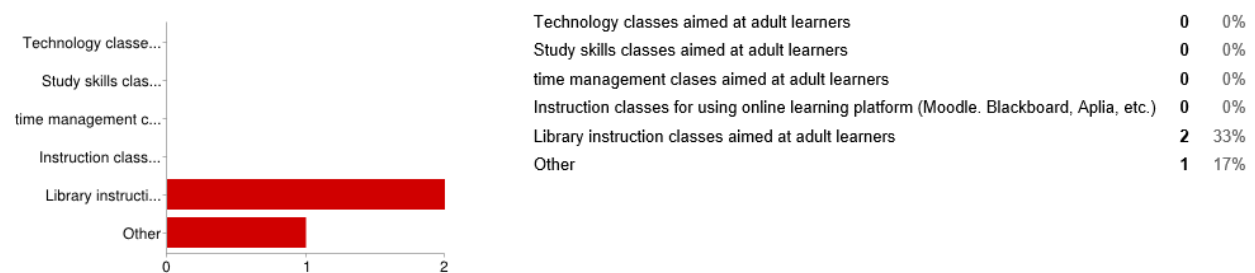 Technology classe...
Study skills clas...
time management c...
Instruction class...
Library instructi...
Other
0 1 2
Technology classes aimed at adult learners 0 0%
Study skills classes aimed at adult learners 0 0%
time management clases aimed at adult learners 0 0%
Instruction classes for using online learning platform (Moodle. Blackboard, Aplia, etc.) 0 0%
Library instruction classes aimed at adult learners 2 33%
Other 1 17%